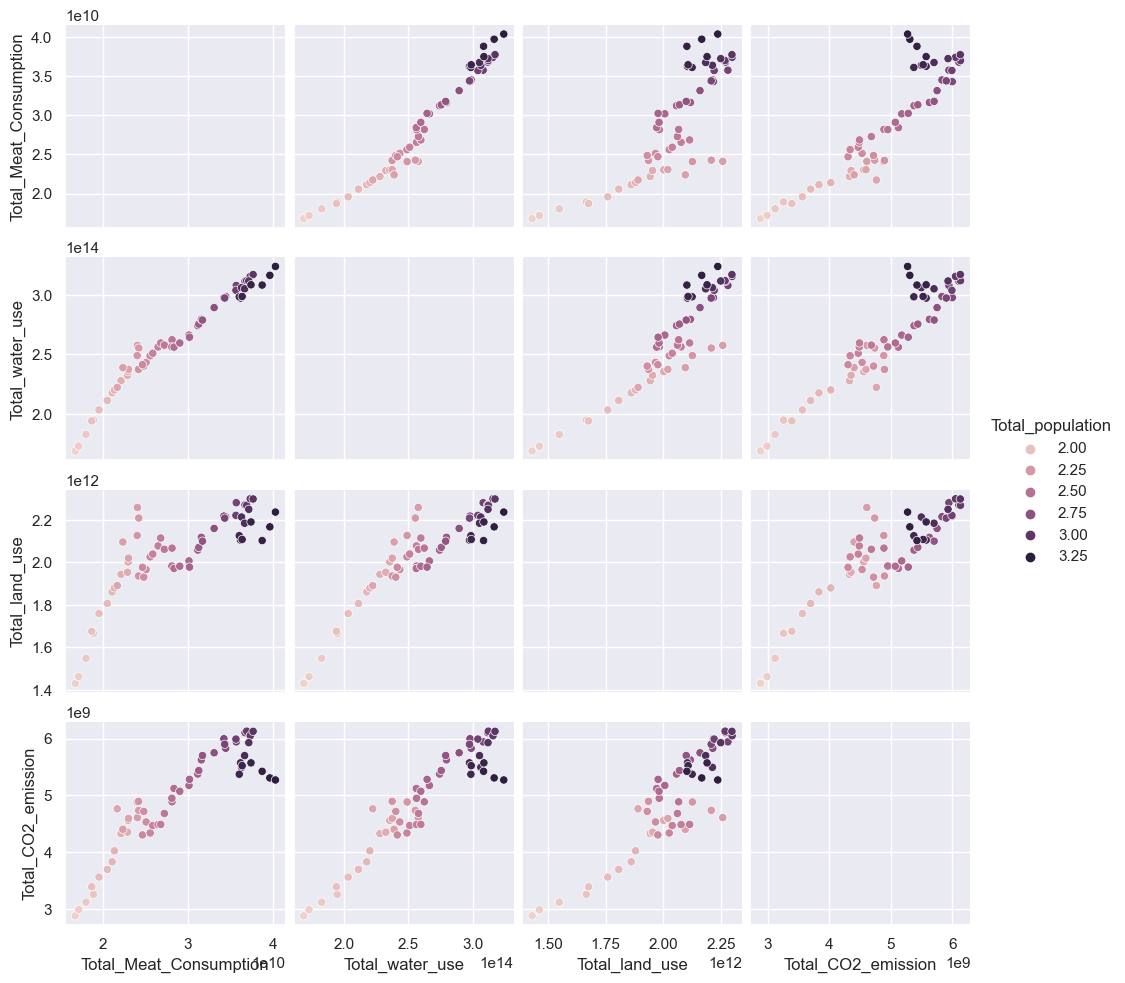 1e10
4.0
3.5
3.0
2.5
2.0
Total_Meat_Consumption
1e14
3.0
2.5
2.0
Total_water_use
1e12
2.2
2.0
1.8
1.6
1.4
Total_land_use
1e9
6
5
4
3
Total_CO2_emission
2 3 4
1e10
Total_Meat_Consumption
2.0 2.5 3.0
1e14
Total_water_use
1.50 1.75 2.00 2.25
1e12
Total_land_use
3 4 5 6
1e9
Total_CO2_emission
Total_population
2.00
2.25
2.50
2.75
3.00
3.25